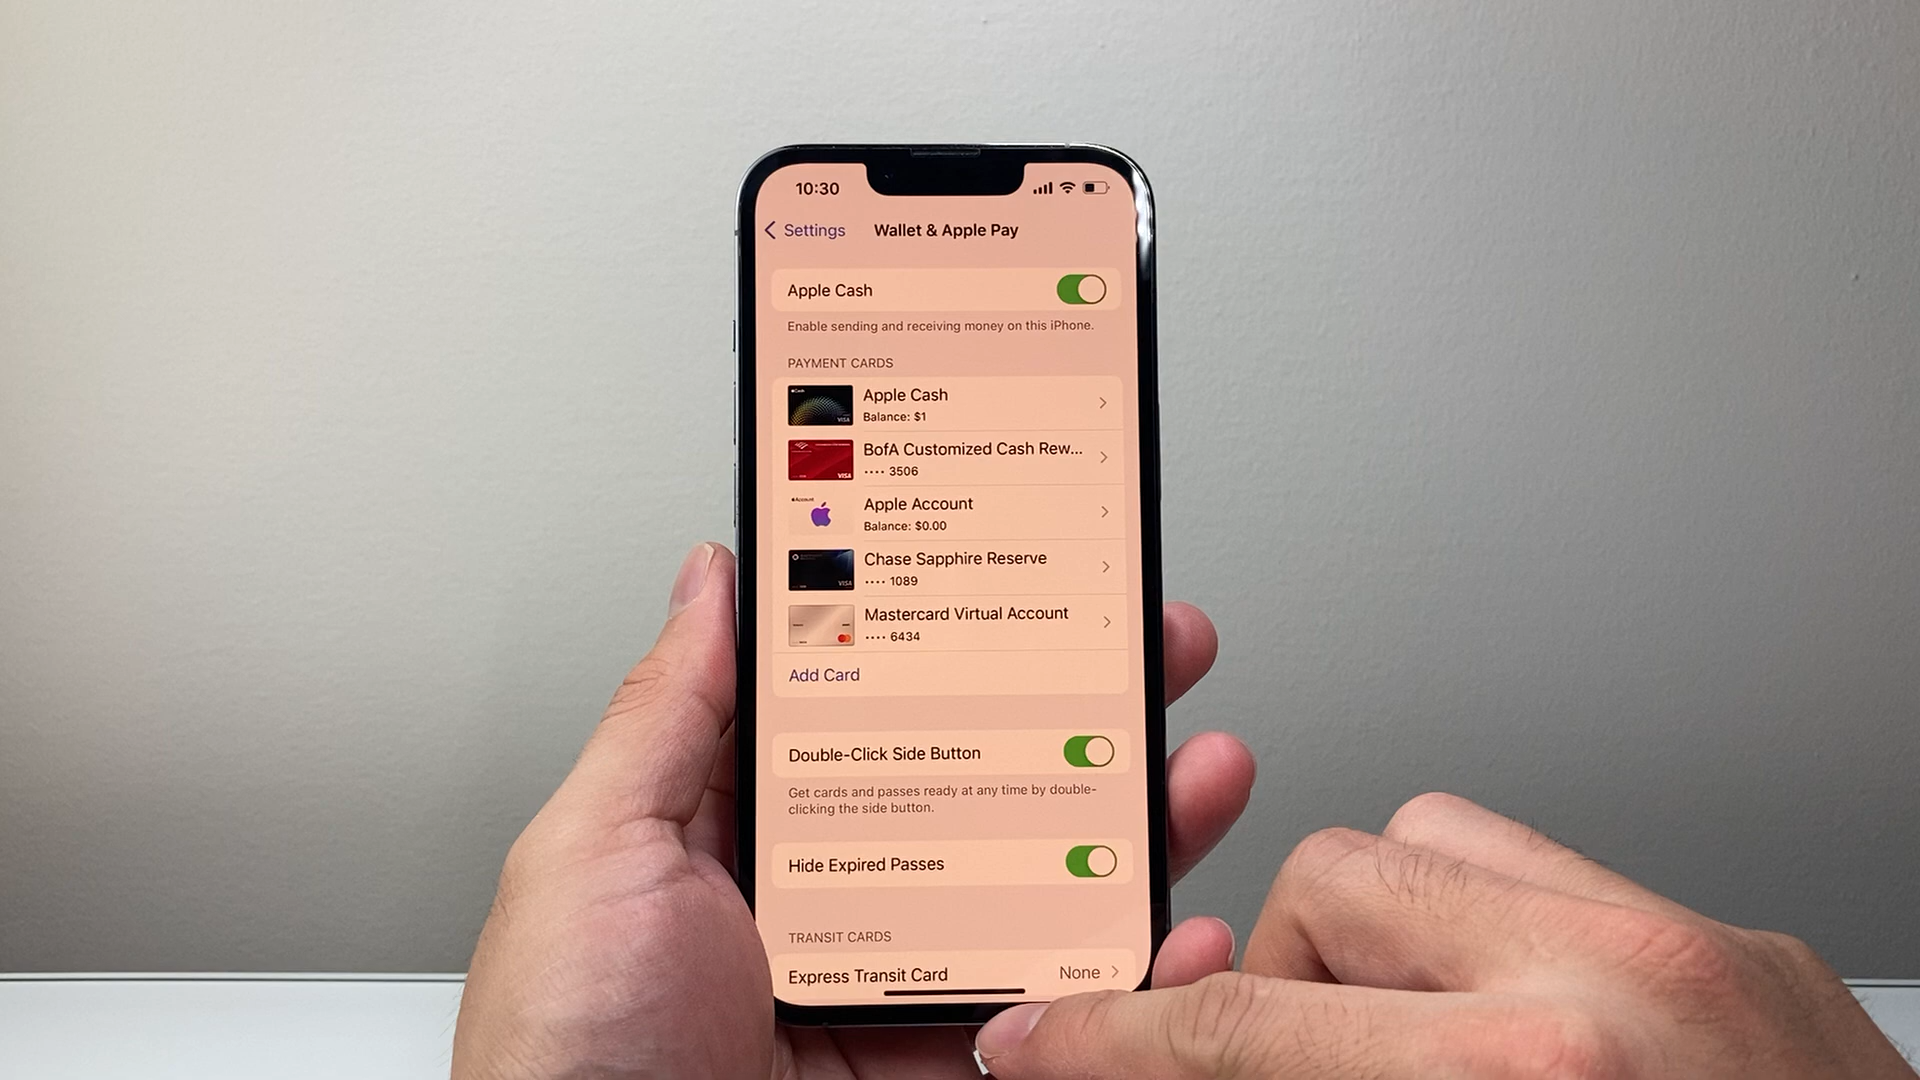 10:30
Settings
Wallet & Apple Pay
Apple Cash
Enable sending and receiving money on this iPhone.
PAYMENT CARDS
Apple Cash
Balance: $1
VISA
BofA Customized Cash Rew...
•••• 3506
VISA
Apple Account
Balance: $0.00
Chase Sapphire Reserve
•••• 1089
VISA
Mastercard Virtual Account
•••• 6434
Add Card
Double-Click Side Button
Get cards and passes ready at any time by double-
clicking the side button.
Hide Expired Passes
TRANSIT CARDS
Express Transit Card
None